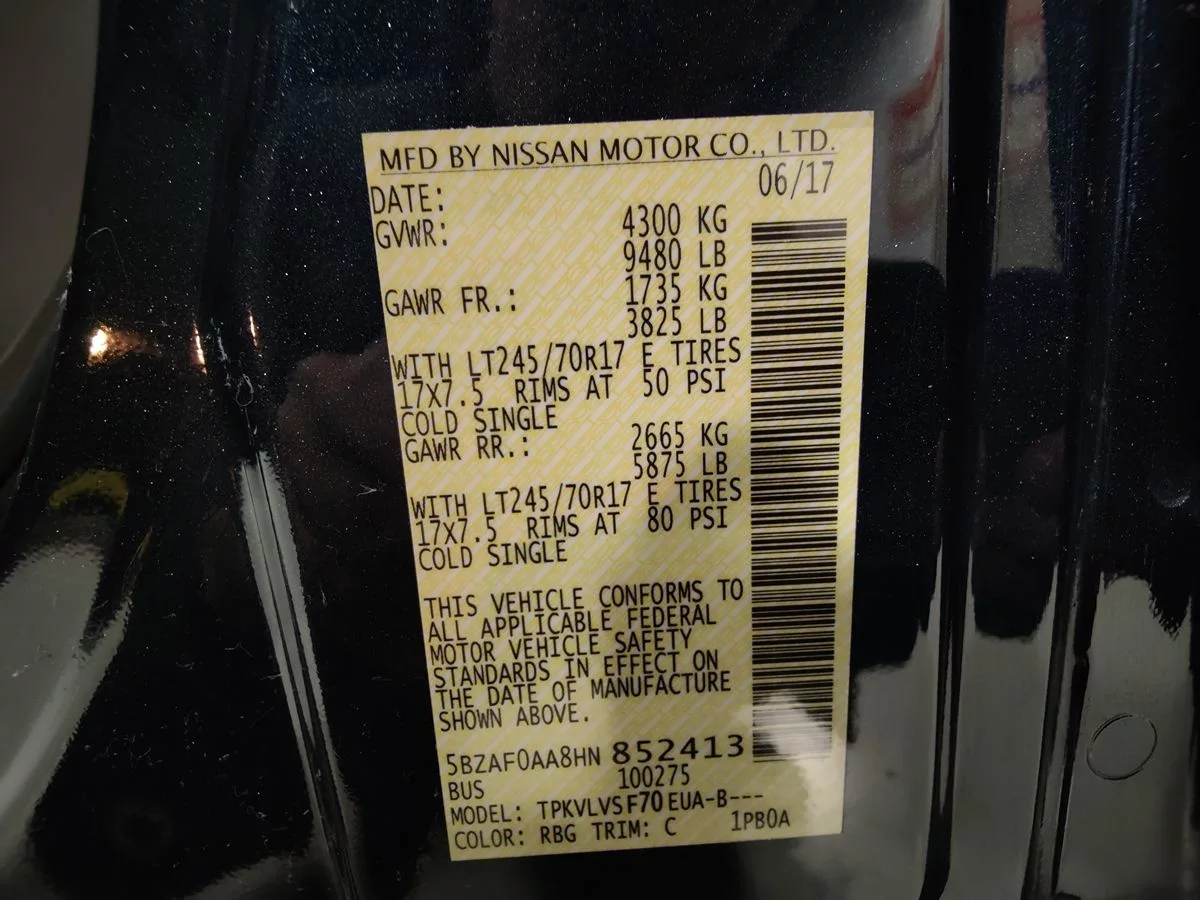 MFD BY NISSAN MOTOR CO., LTD.
DATE: 06/17
GVWR: 4300 KG
9480 LB
GAWR FR.: 1735 KG
3825 LB
WITH LT245/70R17 E TIRES
17X7.5 RIMS AT 50 PSI
COLD SINGLE
GAWR RR.: 2665 KG
5875 LB
WITH LT245/70R17 E TIRES
17X7.5 RIMS AT 80 PSI
COLD SINGLE
THIS VEHICLE CONFORMS TO
ALL APPLICABLE FEDERAL
MOTOR VEHICLE SAFETY
STANDARDS IN EFFECT ON
THE DATE OF MANUFACTURE
SHOWN ABOVE.
5BZAF0AA8HN 852413
BUS 100275
MODEL: TPKVLVSF70EUA-B---
COLOR: RBG TRIM: C 1PB0A